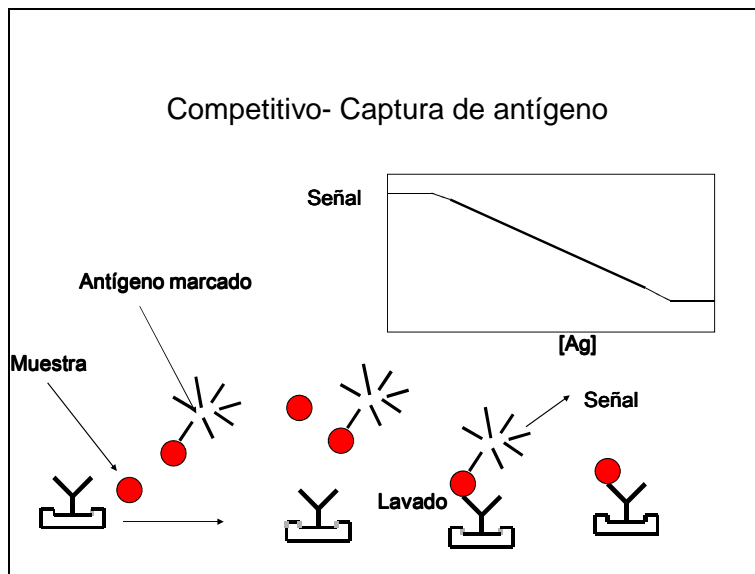 Competitivo- Captura de antígeno
Señal
Antígeno marcado
[Ag]
Muestra
Señal
Lavado